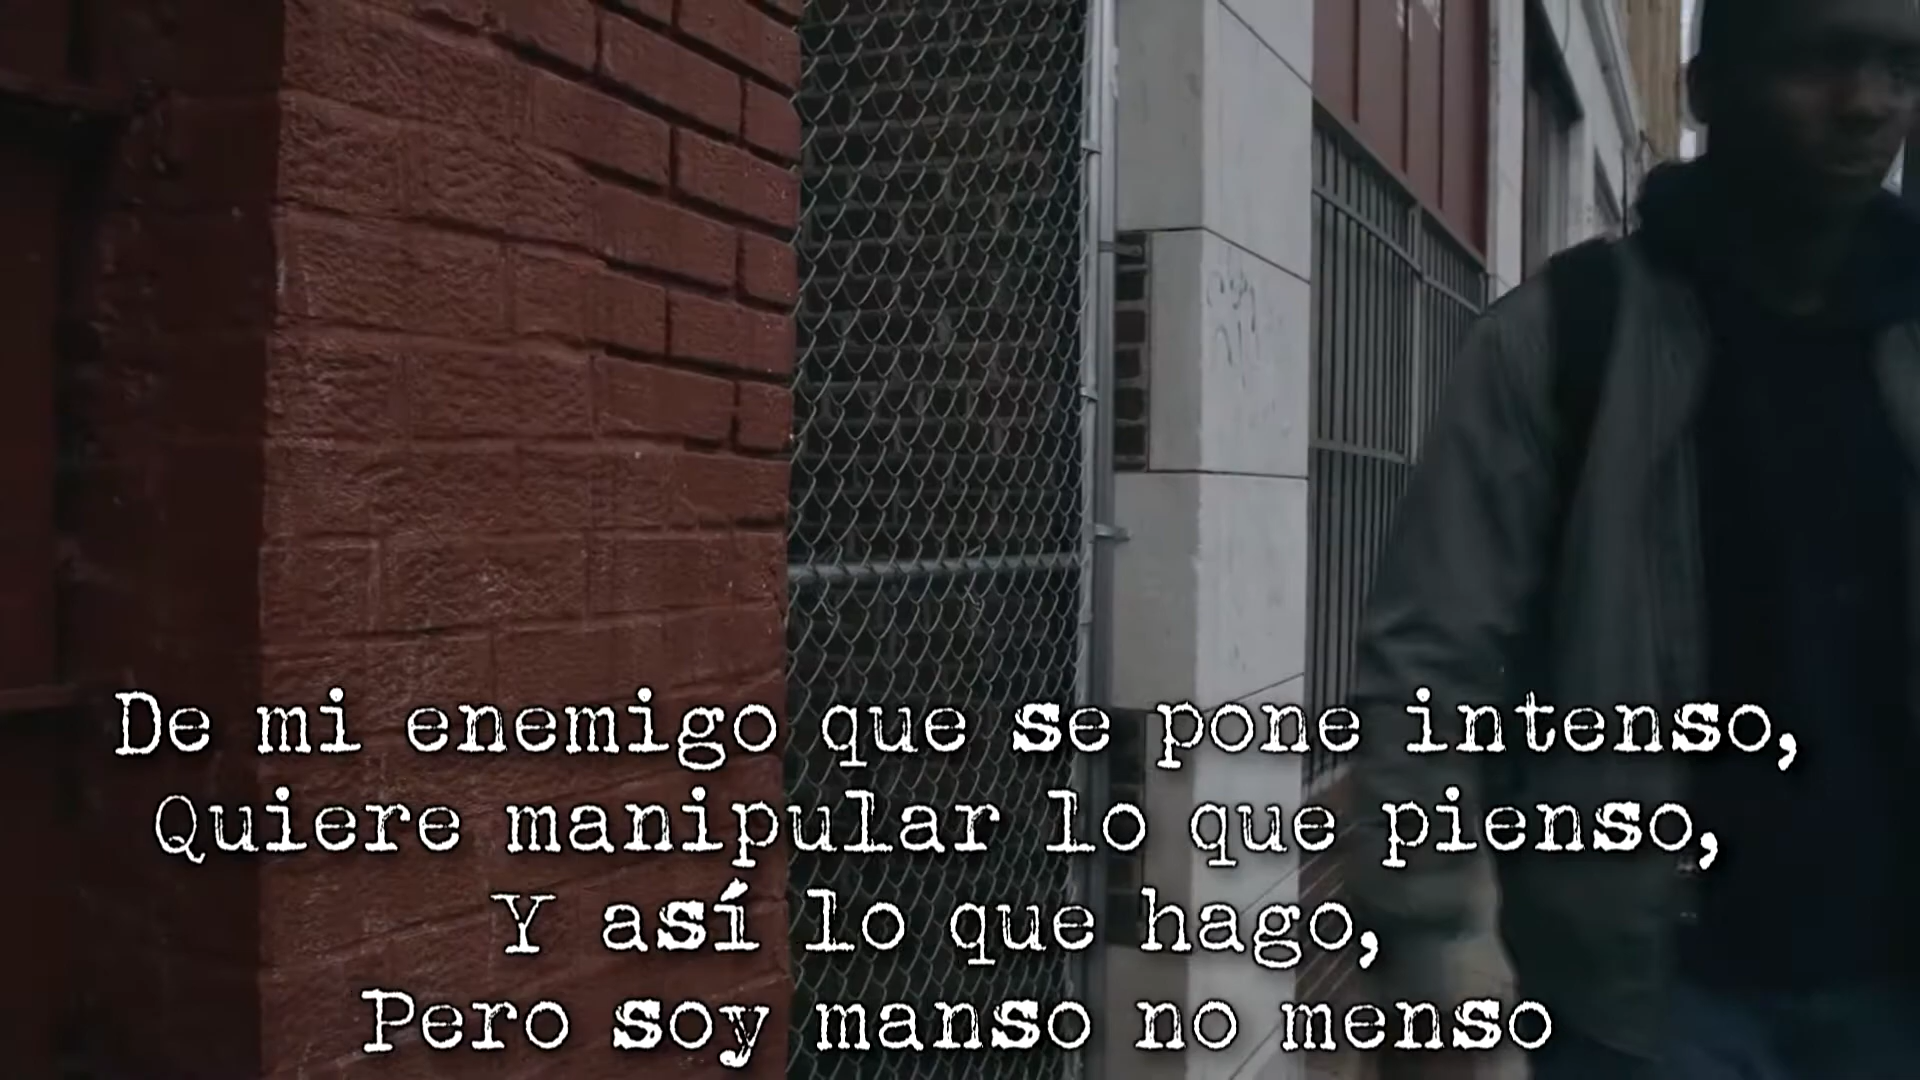 De mi enemigo que se pone intenso,
Quiere manipular lo que pienso,
Y así lo que hago,
Pero soy manso no menso